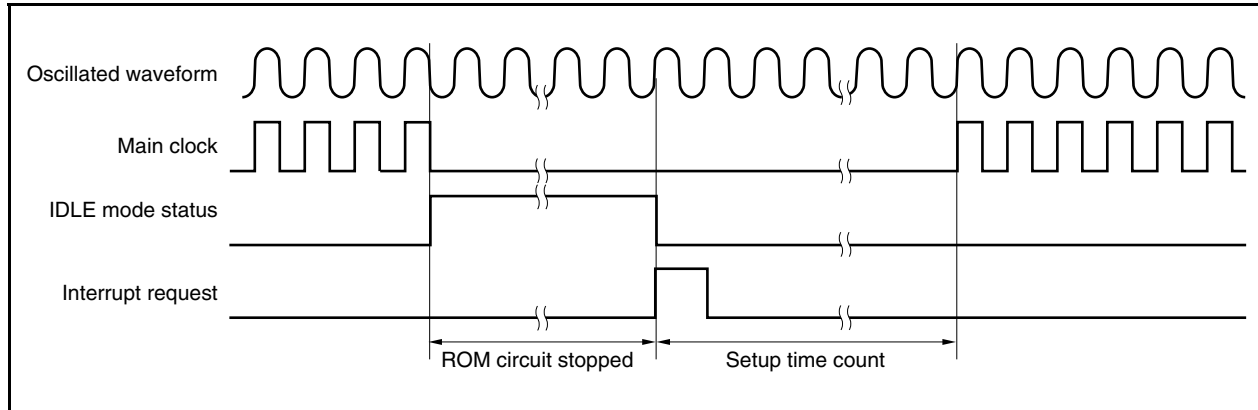 Oscillated waveform
Main clock
IDLE mode status
Interrupt request
ROM circuit stopped
Setup time count